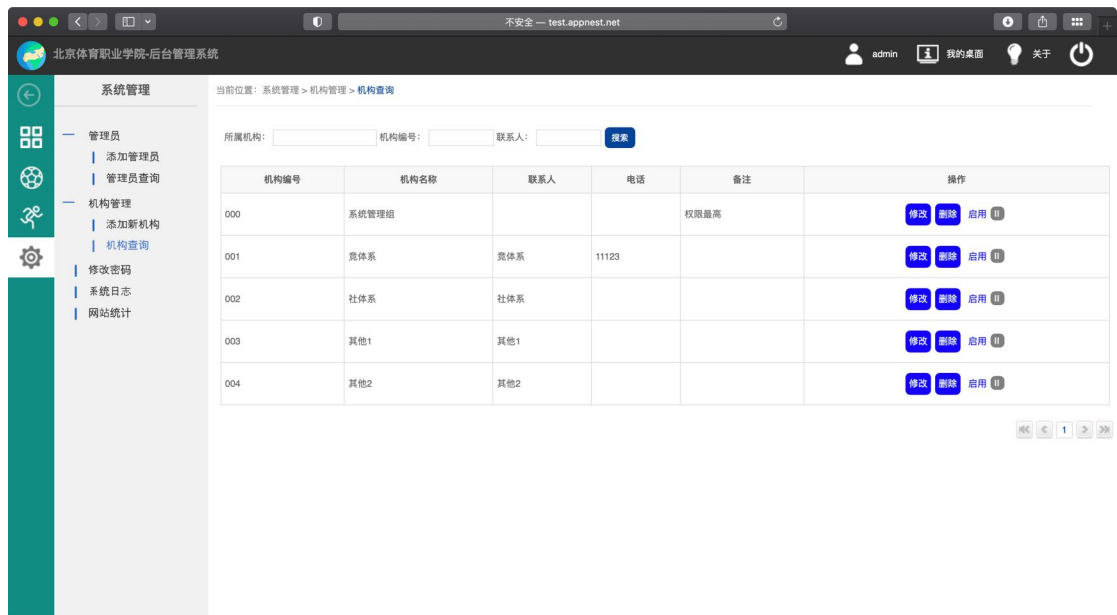 不安全 — test.appnest.net
北京体育职业学院-后台管理系统
admin 我的桌面 关于
系统管理
当前位置：系统管理 > 机构管理 > 机构查询
管理员
添加管理员
管理员查询
机构管理
添加新机构
机构查询
修改密码
系统日志
网站统计
所属机构： 机构编号： 联系人： 搜索
机构编号 机构名称 联系人 电话 备注 操作
000 系统管理组 权限最高 修改 删除 启用
001 竞体系 竞体系 11123 修改 删除 启用
002 社体系 社体系 修改 删除 启用
003 其他1 其他1 修改 删除 启用
004 其他2 其他2 修改 删除 启用
1